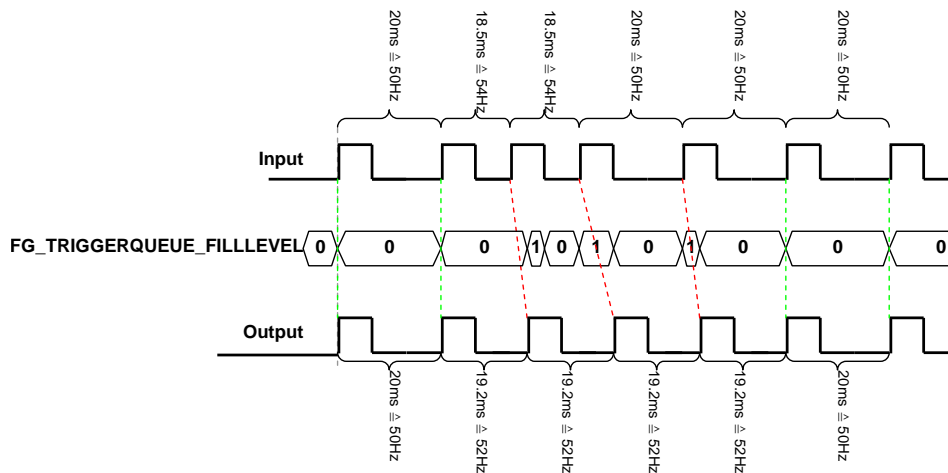 20ms ≙ 50Hz
18.5ms ≙ 54Hz
18.5ms ≙ 54Hz
20ms ≙ 50Hz
20ms ≙ 50Hz
20ms ≙ 50Hz
Input
FG_TRIGGERQUEUE_FILLLEVEL 0 0 0 1 0 1 0 1 0 0 0
Output
20ms ≙ 50Hz
19.2ms ≙ 52Hz
19.2ms ≙ 52Hz
19.2ms ≙ 52Hz
19.2ms ≙ 52Hz
20ms ≙ 50Hz